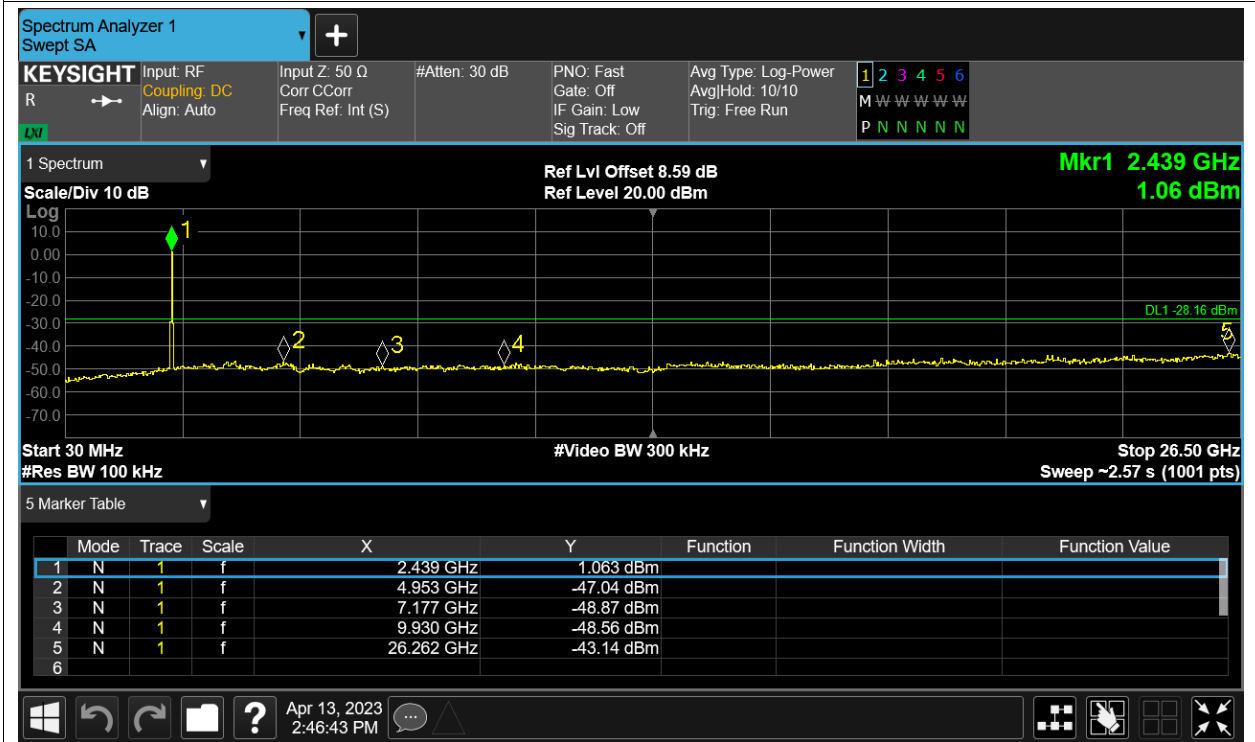 Spectrum Analyzer 1
Swept SA
+
KEYSIGHT
R
LXI
Input: RF
Coupling: DC
Align: Auto
Input Z: 50 Ω
Corr CCorr
Freq Ref: Int (S)
#Atten: 30 dB
PNO: Fast
Gate: Off
IF Gain: Low
Sig Track: Off
Avg Type: Log-Power
Avg|Hold: 10/10
Trig: Free Run
1 2 3 4 5 6
M W W W W W
P N N N N N
1 Spectrum
Scale/Div 10 dB
Ref Lvl Offset 8.59 dB
Ref Level 20.00 dBm
Mkr1 2.439 GHz
1.06 dBm
Log
10.0
0.00
-10.0
-20.0
-30.0
-40.0
-50.0
-60.0
-70.0
1
2
3
4
5
DL1 -28.16 dBm
Start 30 MHz
#Video BW 300 kHz
Stop 26.50 GHz
#Res BW 100 kHz
Sweep ~2.57 s (1001 pts)
5 Marker Table
Mode Trace Scale X Y Function Function Width Function Value
1 N 1 f 2.439 GHz 1.063 dBm
2 N 1 f 4.953 GHz -47.04 dBm
3 N 1 f 7.177 GHz -48.87 dBm
4 N 1 f 9.930 GHz -48.56 dBm
5 N 1 f 26.262 GHz -43.14 dBm
6
?
Apr 13, 2023
2:46:43 PM